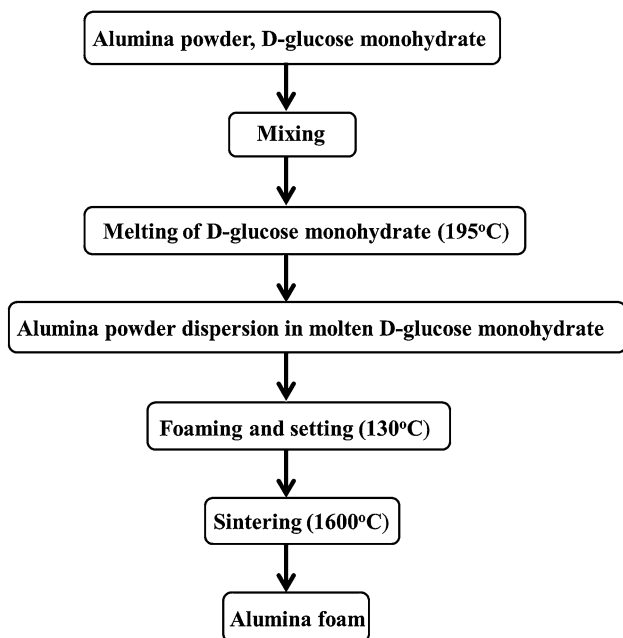 Alumina powder, D-glucose monohydrate
Mixing
Melting of D-glucose monohydrate (195°C)
Alumina powder dispersion in molten D-glucose monohydrate
Foaming and setting (130°C)
Sintering (1600°C)
Alumina foam